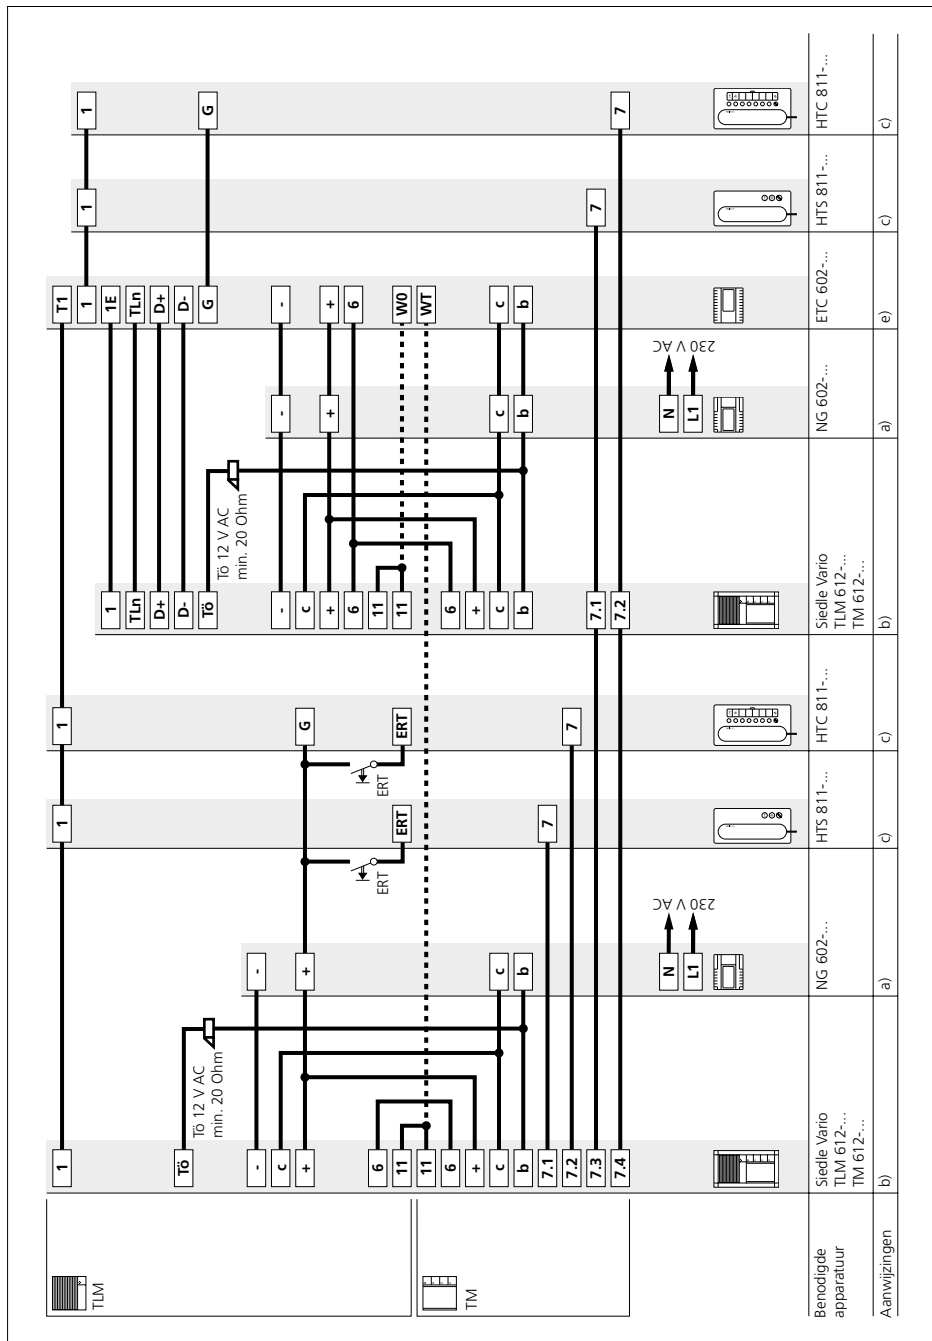 1 1 1 T1
1 1 1
TLM
1 1E
TLn TLn
D+ D+
Tö D- D-
Tö 12 V AC
Tö G G
min. 20 Ohm
Tö 12 V AC
min. 20 Ohm
- -
c - - -
+ + G c
+ + +
6 6
6 11
ERT ERT
11 ERT ERT 11 W0
11 WT
6 6
TM
+ +
c c c c c
b b b b b
7.1 7
7.2 7
7.3 7.1 7
7.4 7.2 7
N N
230 V AC 230 V AC
L1 L1
Benodigde
apparatuur
Siedle Vario
TLM 612-...
TM 612-...
NG 602-...
HTS 811-...
HTC 811-...
Siedle Vario
TLM 612-...
TM 612-...
NG 602-...
ETC 602-...
HTS 811-...
HTC 811-...
Aanwijzingen b) a) c) c) b) a) e) c) c)